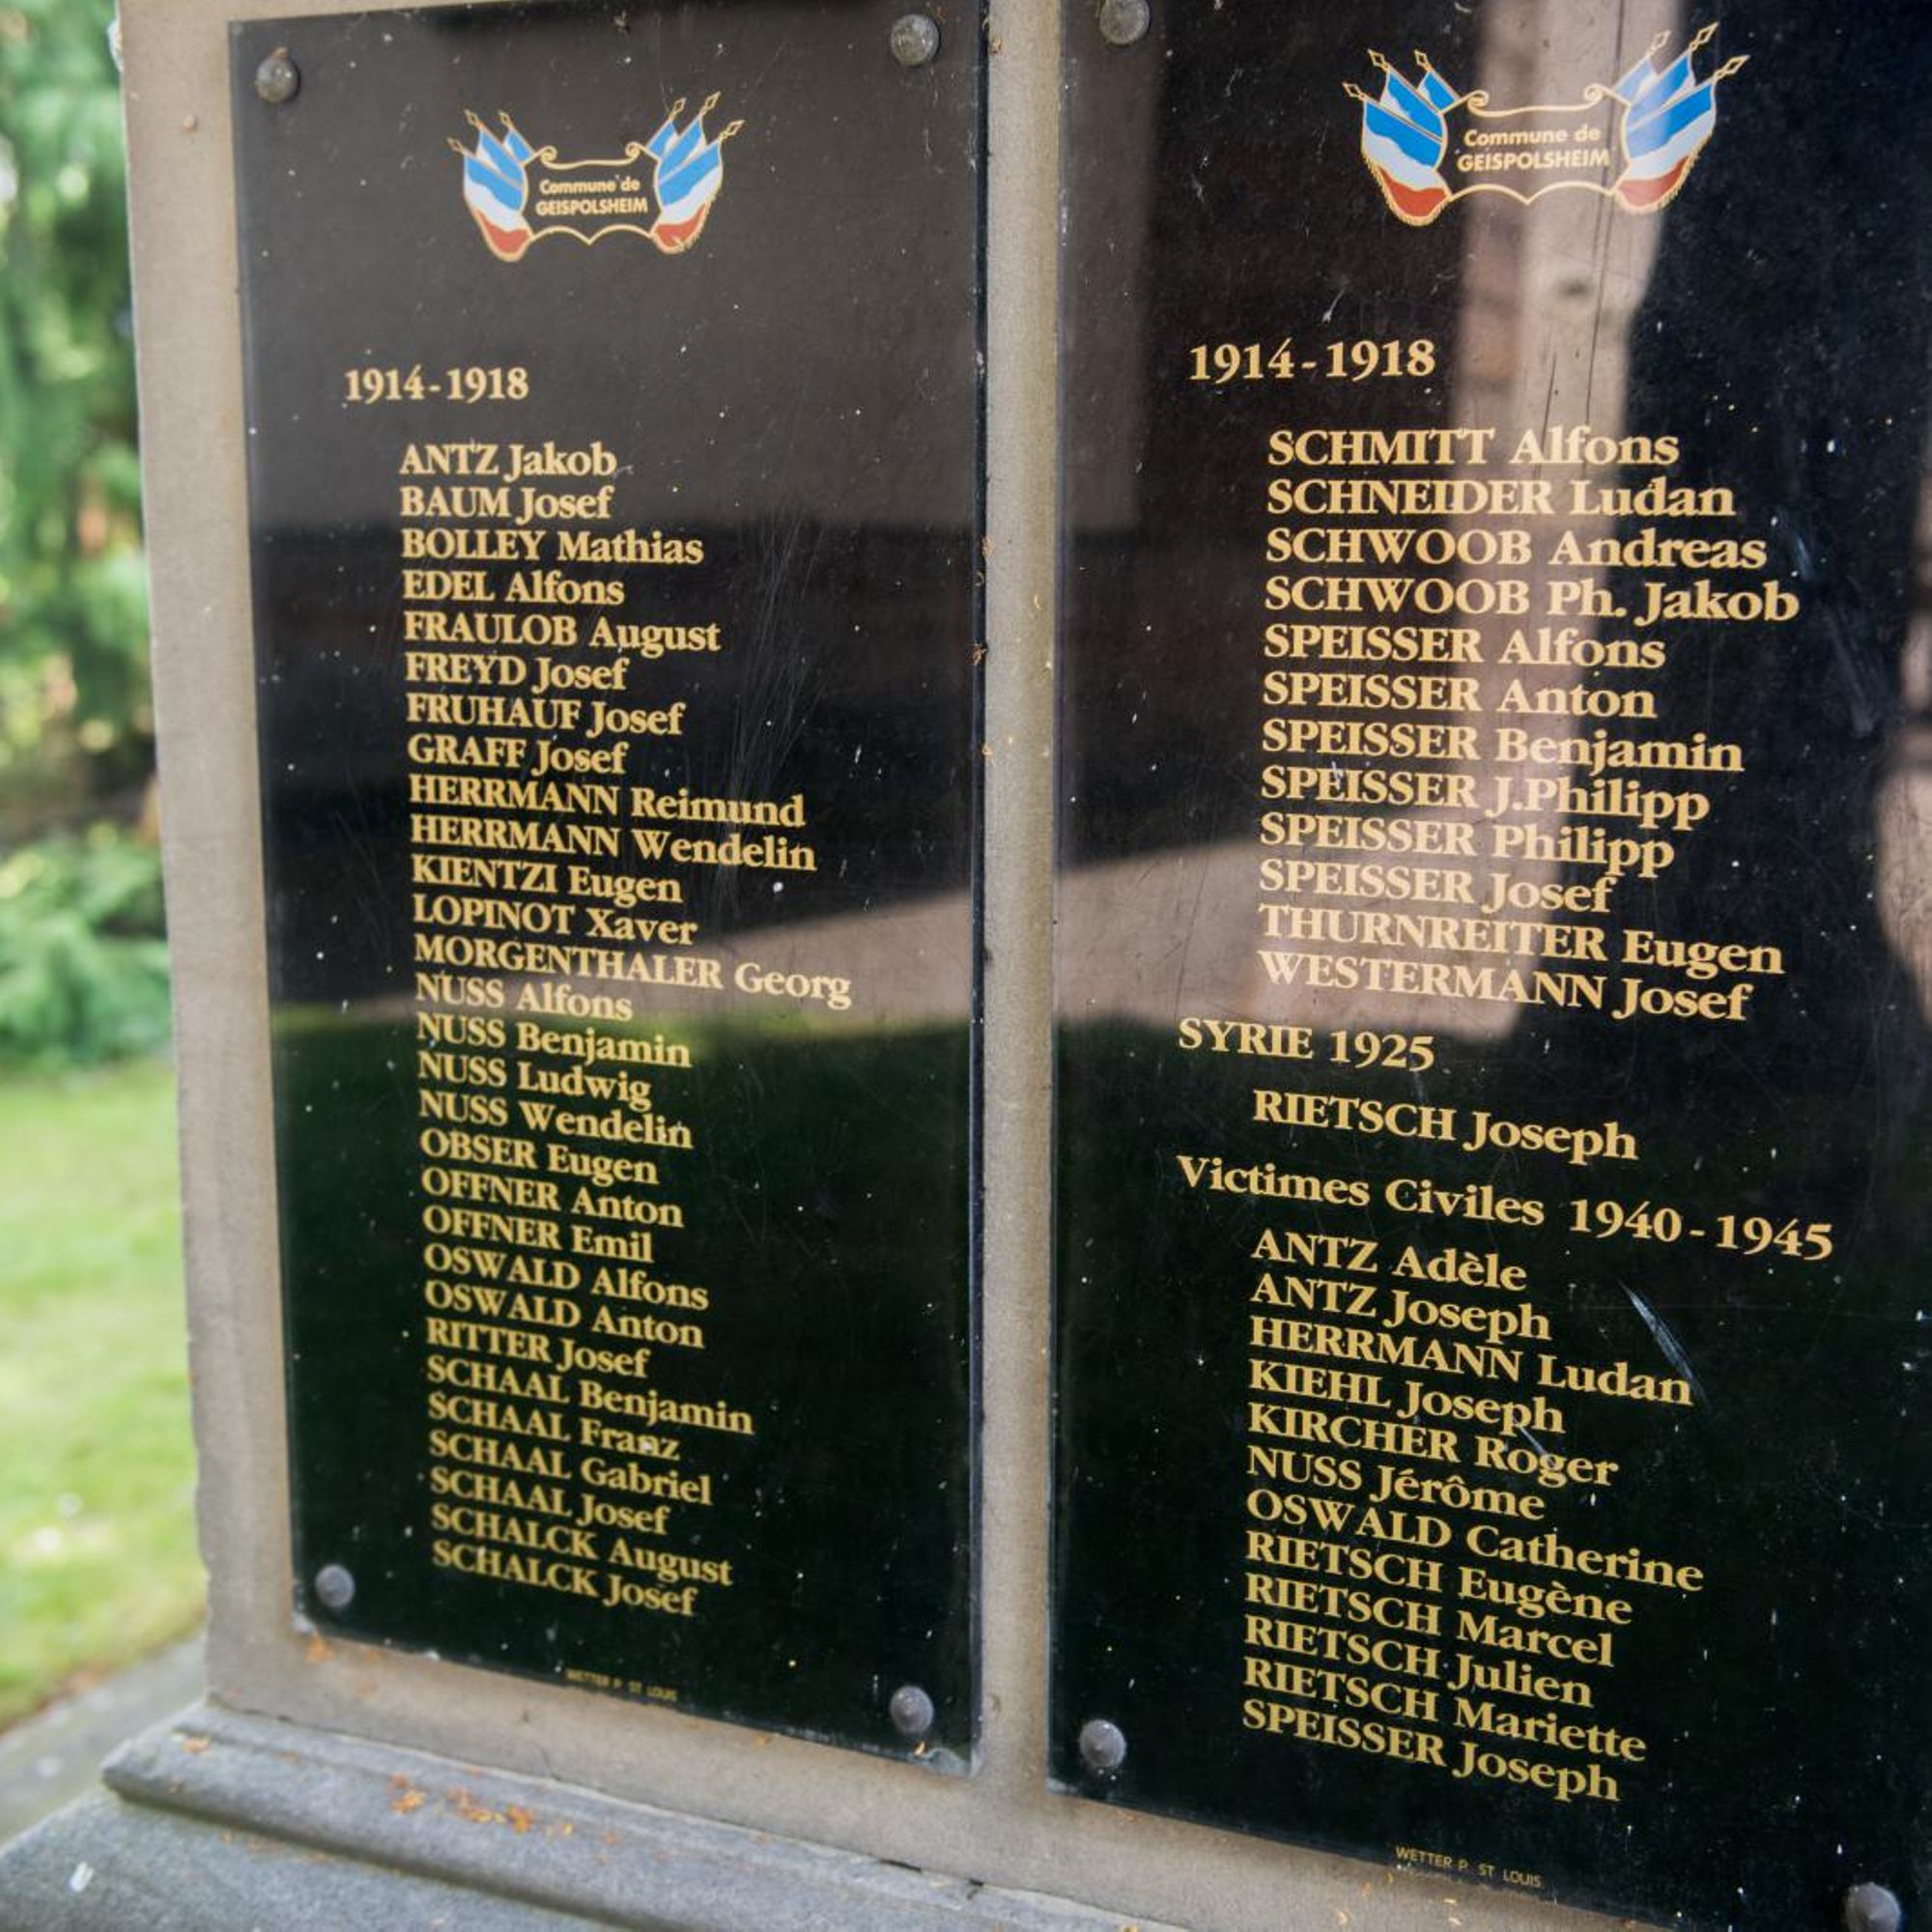 Commune de
GEISPOLSHEIM
1914-1918
ANTZ Jakob
BAUM Josef
BOLLEY Mathias
EDEL Alfons
FRAULOB August
FREYD Josef
FRUHAUF Josef
GRAFF Josef
HERRMANN Reimund
HERRMANN Wendelin
KIENTZI Eugen
LOPINOT Xaver
MORGENTHALER Georg
NUSS Alfons
NUSS Benjamin
NUSS Ludwig
NUSS Wendelin
OBSER Eugen
OFFNER Anton
OFFNER Emil
OSWALD Alfons
OSWALD Anton
RITTER Josef
SCHAAL Benjamin
SCHAAL Franz
SCHAAL Gabriel
SCHAAL Josef
SCHALCK August
SCHALCK Josef
WETTER P. ST LOUIS
Commune de
GEISPOLSHEIM
1914-1918
SCHMITT Alfons
SCHNEIDER Ludan
SCHWOOB Andreas
SCHWOOB Ph. Jakob
SPEISSER Alfons
SPEISSER Anton
SPEISSER Benjamin
SPEISSER J.Philipp
SPEISSER Philipp
SPEISSER Josef
THURNREITER Eugen
WESTERMANN Josef
SYRIE 1925
RIETSCH Joseph
Victimes Civiles 1940-1945
ANTZ Adèle
ANTZ Joseph
HERRMANN Ludan
KIEHL Joseph
KIRCHER Roger
NUSS Jérôme
OSWALD Catherine
RIETSCH Eugène
RIETSCH Marcel
RIETSCH Julien
RIETSCH Mariette
SPEISSER Joseph
WETTER P. ST LOUIS